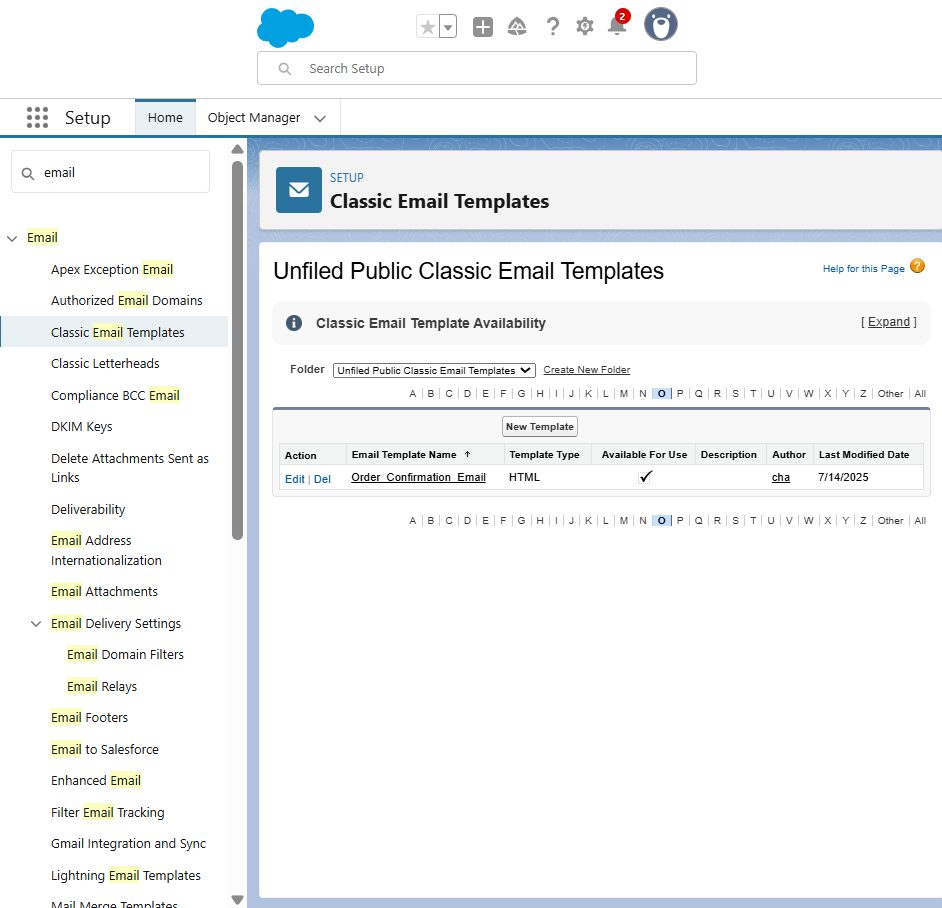 2
Search Setup
Setup
Home
Object Manager
email
Email
Apex Exception Email
Authorized Email Domains
Classic Email Templates
Classic Letterheads
Compliance BCC Email
DKIM Keys
Delete Attachments Sent as
Links
Deliverability
Email Address
Internationalization
Email Attachments
Email Delivery Settings
Email Domain Filters
Email Relays
Email Footers
Email to Salesforce
Enhanced Email
Filter Email Tracking
Gmail Integration and Sync
Lightning Email Templates
Mail Merge Templates
SETUP
Classic Email Templates
Unfiled Public Classic Email Templates
Help for this Page ?
Classic Email Template Availability
[ Expand ]
Folder Unfiled Public Classic Email Templates Create New Folder
A | B | C | D | E | F | G | H | I | J | K | L | M | N | O | P | Q | R | S | T | U | V | W | X | Y | Z | Other | All
New Template
Action Email Template Name ↑ Template Type Available For Use Description Author Last Modified Date
Edit | Del Order_Confirmation_Email HTML ✓ cha 7/14/2025
A | B | C | D | E | F | G | H | I | J | K | L | M | N | O | P | Q | R | S | T | U | V | W | X | Y | Z | Other | All